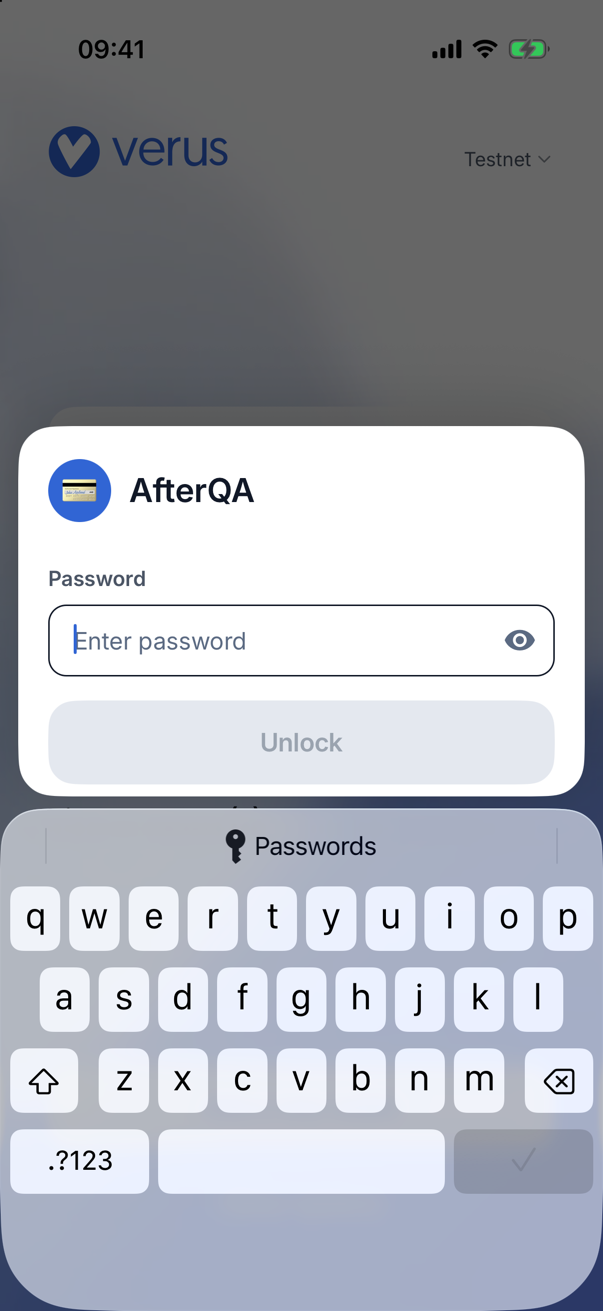 09:41
verus
Testnet
AfterQA
Password
Enter password
Unlock
Passwords
q w e r t y u i o p
a s d f g h j k l
z x c v b n m
.?123